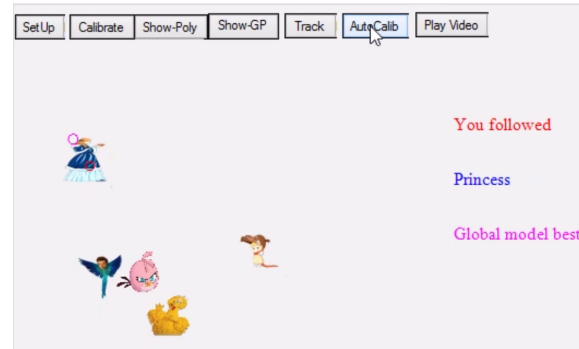 SetUp Calibrate Show-Poly Show-GP Track AutoCalib Play Video
You followed
Princess
Global model best